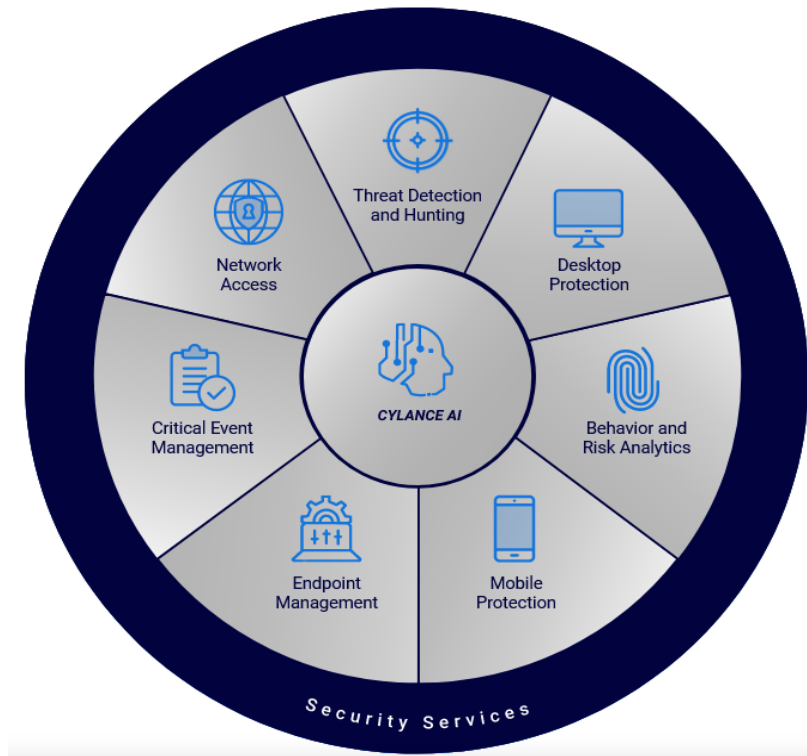 Threat Detection
and Hunting
Network
Access
Desktop
Protection
CYLANCE AI
Critical Event
Management
Behavior and
Risk Analytics
Endpoint
Management
Mobile
Protection
Security Services